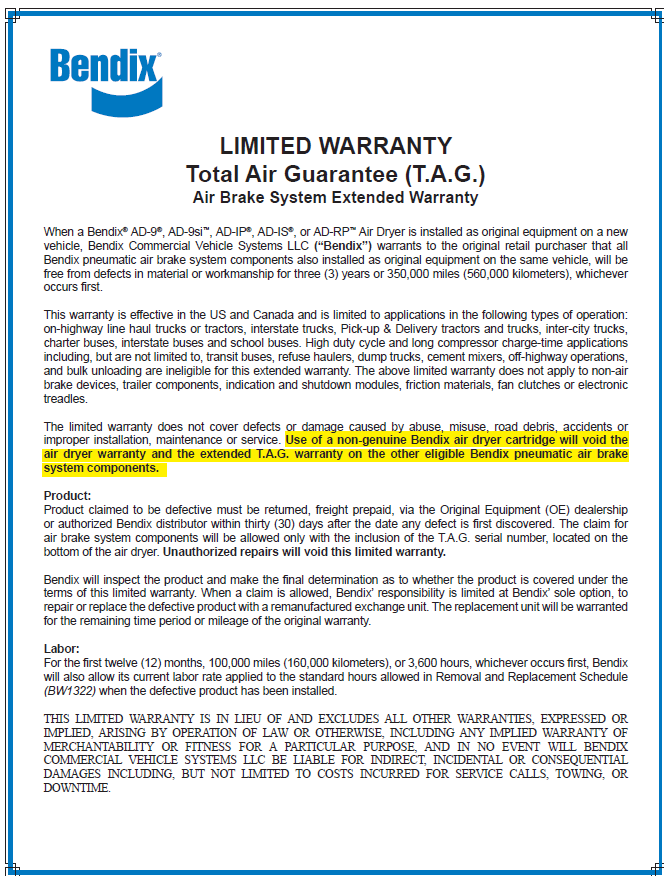 Bendix®
LIMITED WARRANTY
Total Air Guarantee (T.A.G.)
Air Brake System Extended Warranty
When a Bendix® AD-9®, AD-9si™, AD-IP®, AD-IS®, or AD-RP™ Air Dryer is installed as original equipment on a new
vehicle, Bendix Commercial Vehicle Systems LLC (“Bendix”) warrants to the original retail purchaser that all
Bendix pneumatic air brake system components also installed as original equipment on the same vehicle, will be
free from defects in material or workmanship for three (3) years or 350,000 miles (560,000 kilometers), whichever
occurs first.
This warranty is effective in the US and Canada and is limited to applications in the following types of operation:
on-highway line haul trucks or tractors, interstate trucks, Pick-up & Delivery tractors and trucks, inter-city trucks,
charter buses, interstate buses and school buses. High duty cycle and long compressor charge-time applications
including, but are not limited to, transit buses, refuse haulers, dump trucks, cement mixers, off-highway operations,
and bulk unloading are ineligible for this extended warranty. The above limited warranty does not apply to non-air
brake devices, trailer components, indication and shutdown modules, friction materials, fan clutches or electronic
treadles.
The limited warranty does not cover defects or damage caused by abuse, misuse, road debris, accidents or
improper installation, maintenance or service. Use of a non-genuine Bendix air dryer cartridge will void the
air dryer warranty and the extended T.A.G. warranty on the other eligible Bendix pneumatic air brake
system components.
Product:
Product claimed to be defective must be returned, freight prepaid, via the Original Equipment (OE) dealership
or authorized Bendix distributor within thirty (30) days after the date any defect is first discovered. The claim for
air brake system components will be allowed only with the inclusion of the T.A.G. serial number, located on the
bottom of the air dryer. Unauthorized repairs will void this limited warranty.
Bendix will inspect the product and make the final determination as to whether the product is covered under the
terms of this limited warranty. When a claim is allowed, Bendix' responsibility is limited at Bendix' sole option, to
repair or replace the defective product with a remanufactured exchange unit. The replacement unit will be warranted
for the remaining time period or mileage of the original warranty.
Labor:
For the first twelve (12) months, 100,000 miles (160,000 kilometers), or 3,600 hours, whichever occurs first, Bendix
will also allow its current labor rate applied to the standard hours allowed in Removal and Replacement Schedule
(BW1322) when the defective product has been installed.
THIS LIMITED WARRANTY IS IN LIEU OF AND EXCLUDES ALL OTHER WARRANTIES, EXPRESSED OR
IMPLIED, ARISING BY OPERATION OF LAW OR OTHERWISE, INCLUDING ANY IMPLIED WARRANTY OF
MERCHANTABILITY OR FITNESS FOR A PARTICULAR PURPOSE, AND IN NO EVENT WILL BENDIX
COMMERCIAL VEHICLE SYSTEMS LLC BE LIABLE FOR INDIRECT, INCIDENTAL OR CONSEQUENTIAL
DAMAGES INCLUDING, BUT NOT LIMITED TO COSTS INCURRED FOR SERVICE CALLS, TOWING, OR
DOWNTIME.